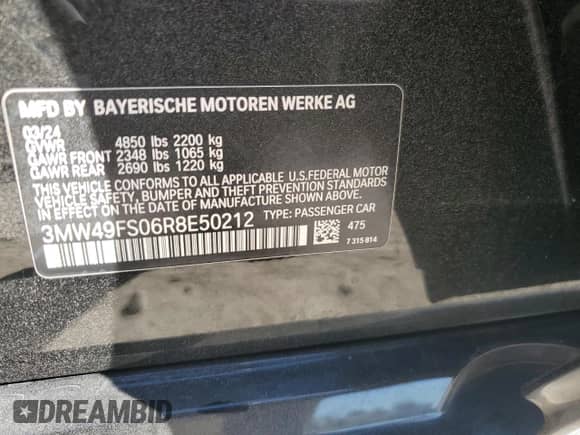 MFD BY BAYERISCHE MOTOREN WERKE AG
03/24
GVWR 4850 lbs 2200 kg
GAWR FRONT 2348 lbs 1065 kg
GAWR REAR 2690 lbs 1220 kg
THIS VEHICLE CONFORMS TO ALL APPLICABLE U.S.FEDERAL MOTOR
VEHICLE SAFETY, BUMPER AND THEFT PREVENTION STANDARDS
IN EFFECT ON THE DATE OF MANUFACTURE SHOWN ABOVE.
3MW49FS06R8E50212 TYPE: PASSENGER CAR
475
7 315 814
DREAMBID